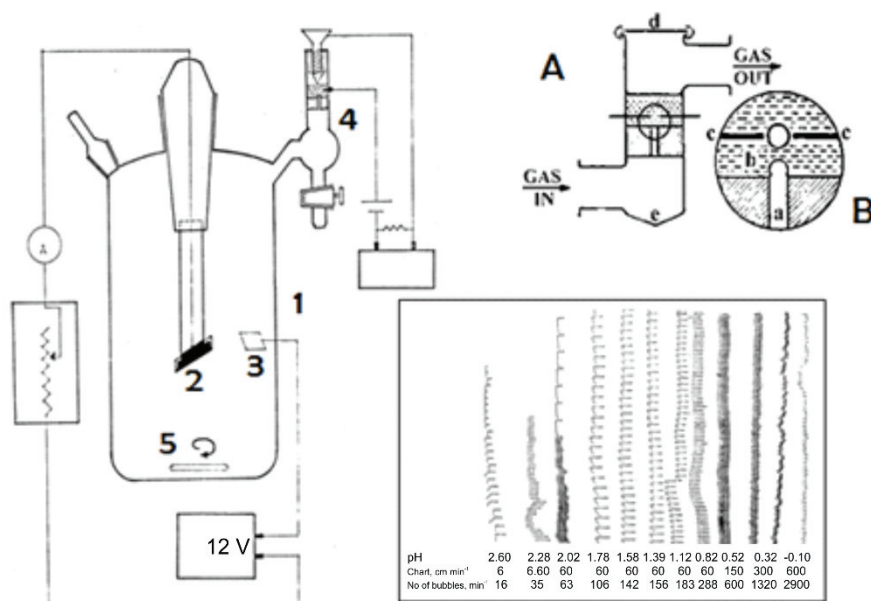 A
d
GAS
OUT
4
c
c
b
GAS
IN
e
a
B
A
1
2
3
5
12 V
pH 2.60 2.28 2.02 1.78 1.58 1.39 1.12 0.82 0.52 0.32 -0.10
Chart, cm min⁻¹ 6 6.60 60 60 60 60 60 60 150 300 600
No of bubbles, min⁻¹ 16 35 63 106 142 156 183 288 600 1320 2900